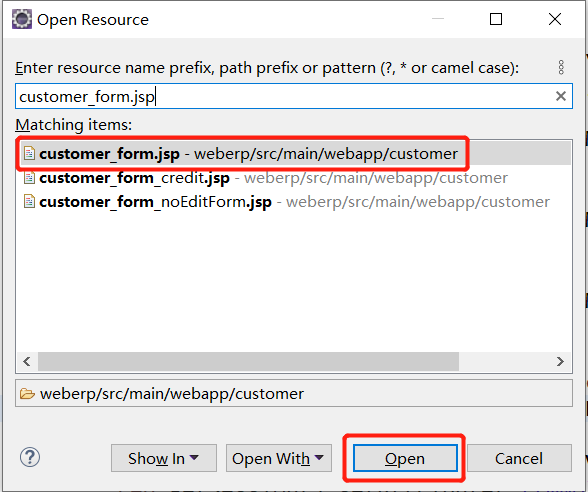 Open Resource
Enter resource name prefix, path prefix or pattern (?, * or camel case):
customer_form.jsp
Matching items:
customer_form.jsp - weberp/src/main/webapp/customer
customer_form_credit.jsp - weberp/src/main/webapp/customer
customer_form_noEditForm.jsp - weberp/src/main/webapp/customer
weberp/src/main/webapp/customer
Show In Open With Open Cancel